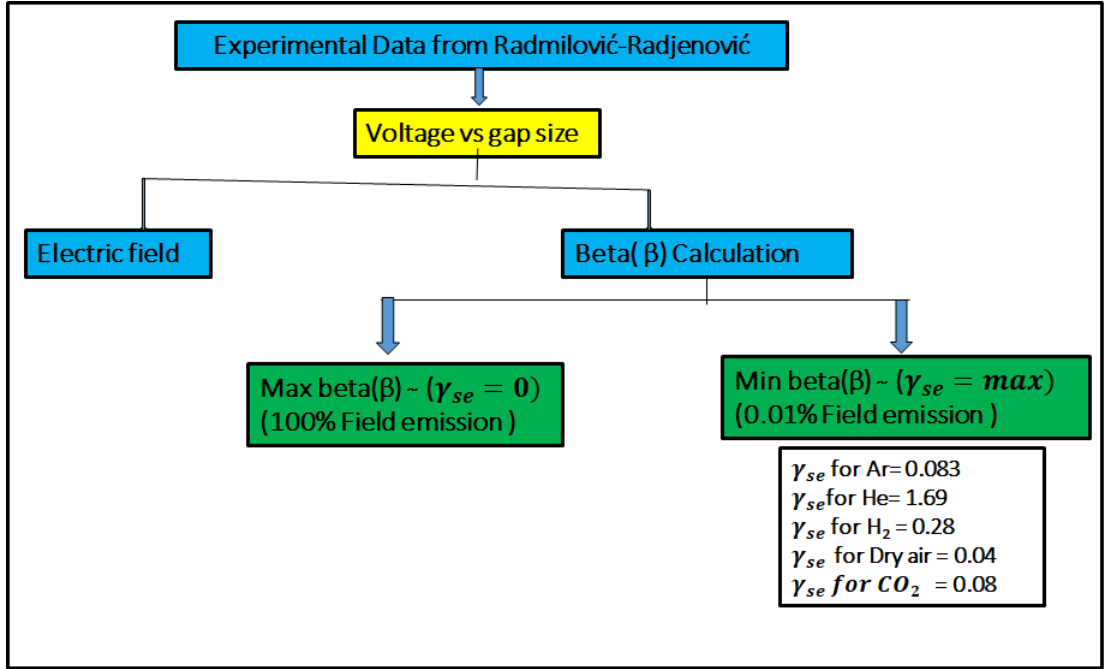 Experimental Data from Radmilović-Radjenović
Voltage vs gap size
Electric field
Beta( β) Calculation
Max beta(β) ~ (γse = 0)
(100% Field emission )
Min beta(β) ~ (γse = max)
(0.01% Field emission )
γse for Ar= 0.083
γse for He= 1.69
γse for H2 = 0.28
γse for Dry air = 0.04
γse for CO2 = 0.08